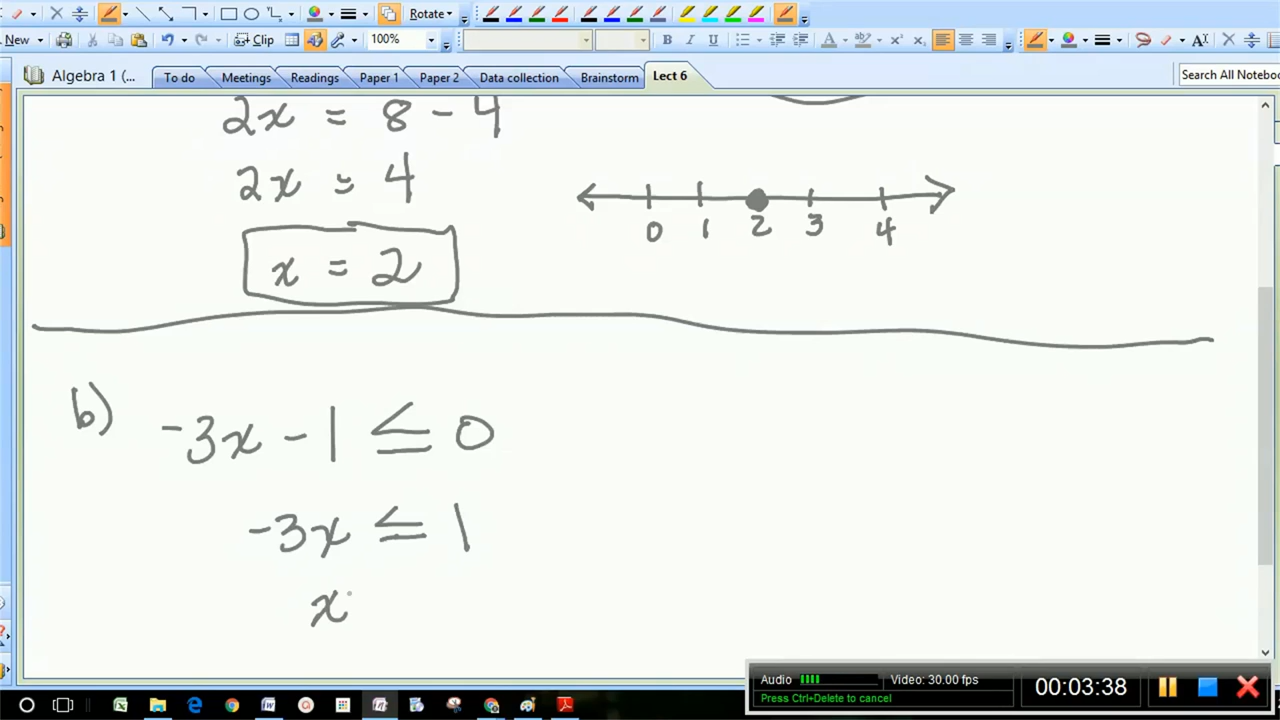 Rotate
New
Clip
100%
B I U
Algebra 1 (...
To do
Meetings
Readings
Paper 1
Paper 2
Data collection
Brainstorm
Lect 6
Search All Notebo
2x = 8 - 4
2x = 4
0 1 2 3 4
x = 2
b) -3x - 1 ≤ 0
-3x ≤ 1
x
Audio
Video: 30.00 fps
Press Ctrl+Delete to cancel
00:03:38